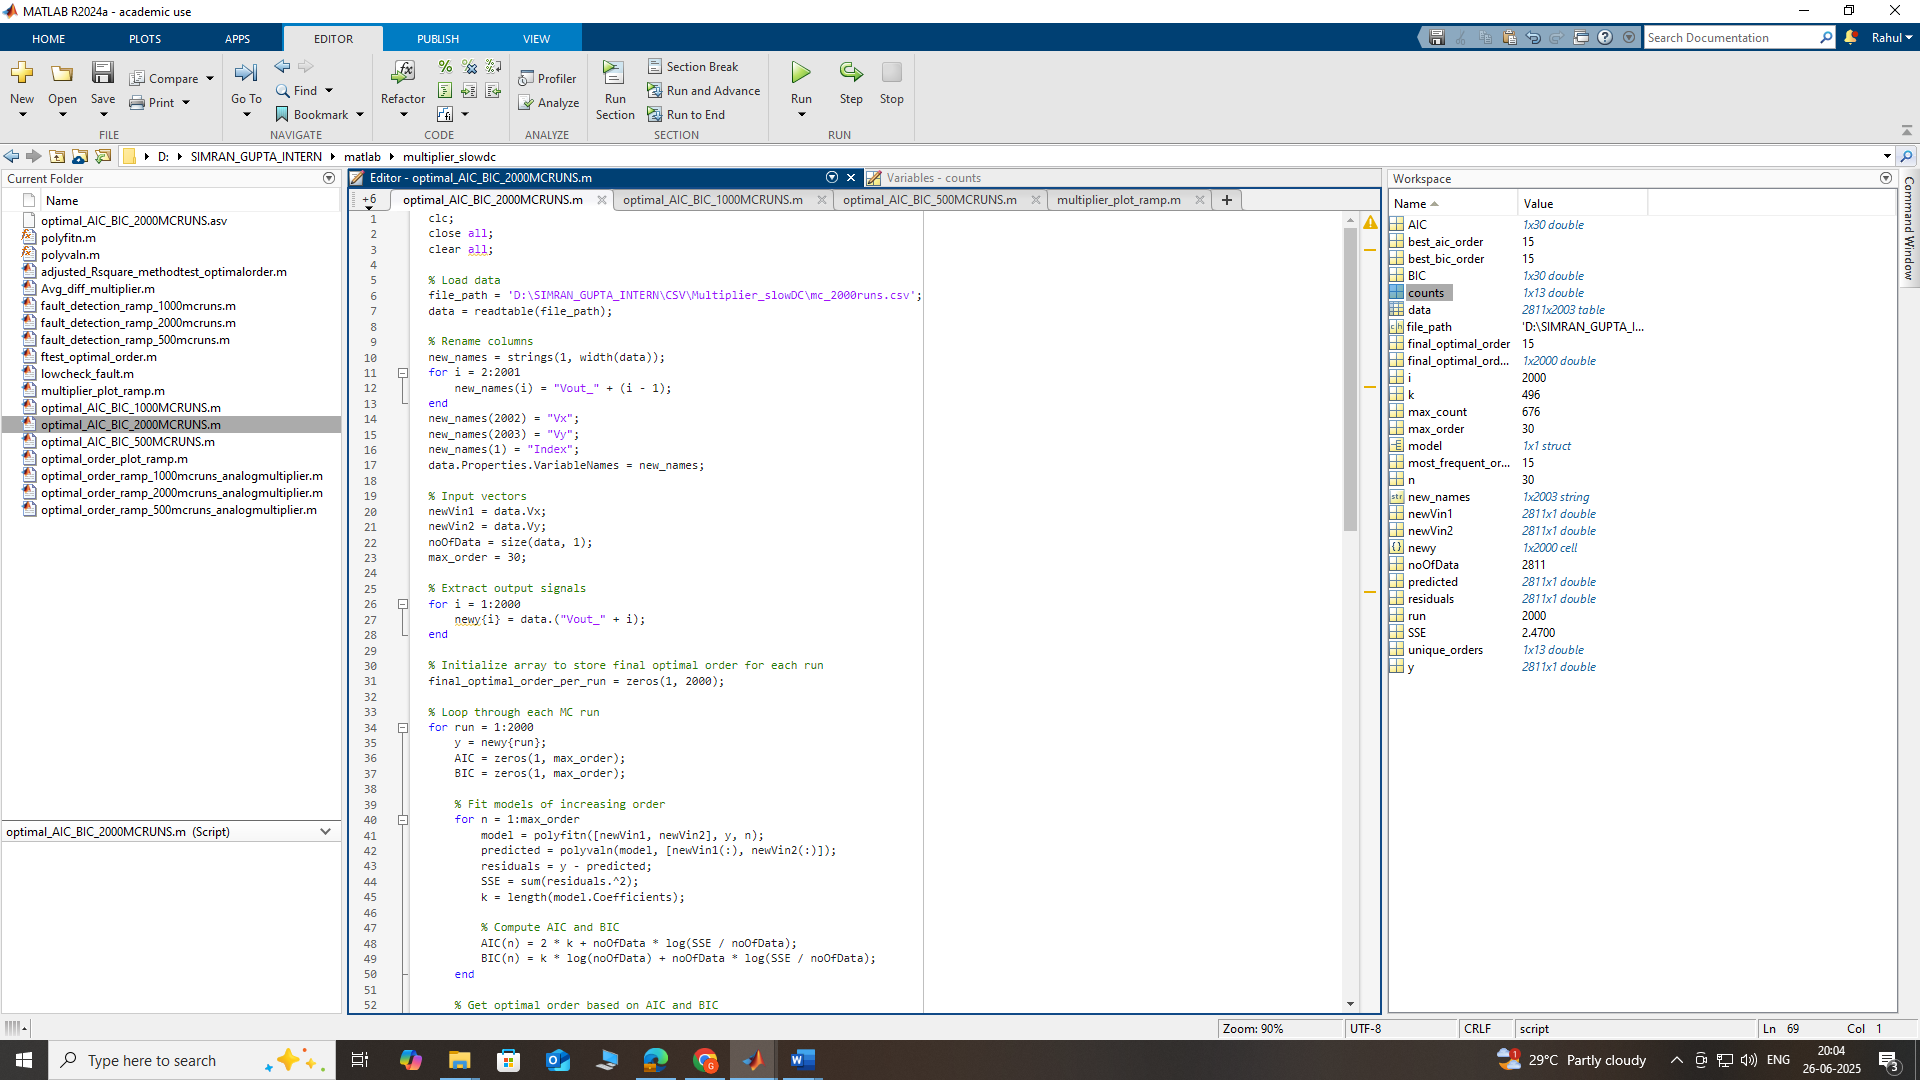 MATLAB R2024a - academic use
HOME PLOTS APPS EDITOR PUBLISH VIEW
Search Documentation
Rahul
New Open Save Compare Print
FILE
Go To Find Bookmark
NAVIGATE
Refactor
CODE
Profiler
Analyze
ANALYZE
Run Section
Section Break
Run and Advance
Run to End
SECTION
Run Step Stop
RUN
D: SIMRAN_GUPTA_INTERN matlab multiplier_slowdc
Current Folder
Name
optimal_AIC_BIC_2000MCRUNS.asv
polyfitn.m
polyvaln.m
adjusted_Rsquare_methodtest_optimalorder.m
Avg_diff_multiplier.m
fault_detection_ramp_1000mcruns.m
fault_detection_ramp_2000mcruns.m
fault_detection_ramp_500mcruns.m
ftest_optimal_order.m
lowcheck_fault.m
multiplier_plot_ramp.m
optimal_AIC_BIC_1000MCRUNS.m
optimal_AIC_BIC_2000MCRUNS.m
optimal_AIC_BIC_500MCRUNS.m
optimal_order_plot_ramp.m
optimal_order_ramp_1000mcruns_analogmultiplier.m
optimal_order_ramp_2000mcruns_analogmultiplier.m
optimal_order_ramp_500mcruns_analogmultiplier.m
optimal_AIC_BIC_2000MCRUNS.m (Script)
Editor - optimal_AIC_BIC_2000MCRUNS.m
Variables - counts
+6 optimal_AIC_BIC_2000MCRUNS.m optimal_AIC_BIC_1000MCRUNS.m optimal_AIC_BIC_500MCRUNS.m multiplier_plot_ramp.m
1 clc;
2 close all;
3 clear all;
4
5 % Load data
6 file_path = 'D:\SIMRAN_GUPTA_INTERN\CSV\Multiplier_slowDC\mc_2000runs.csv';
7 data = readtable(file_path);
8
9 % Rename columns
10 new_names = strings(1, width(data));
11 for i = 2:2001
12 new_names(i) = "Vout_" + (i - 1);
13 end
14 new_names(2002) = "Vx";
15 new_names(2003) = "Vy";
16 new_names(1) = "Index";
17 data.Properties.VariableNames = new_names;
18
19 % Input vectors
20 newVin1 = data.Vx;
21 newVin2 = data.Vy;
22 noOfData = size(data, 1);
23 max_order = 30;
24
25 % Extract output signals
26 for i = 1:2000
27 newy{i} = data.("Vout_" + i);
28 end
29
30 % Initialize array to store final optimal order for each run
31 final_optimal_order_per_run = zeros(1, 2000);
32
33 % Loop through each MC run
34 for run = 1:2000
35 y = newy{run};
36 AIC = zeros(1, max_order);
37 BIC = zeros(1, max_order);
38
39 % Fit models of increasing order
40 for n = 1:max_order
41 model = polyfitn([newVin1, newVin2], y, n);
42 predicted = polyvaln(model, [newVin1(:), newVin2(:)]);
43 residuals = y - predicted;
44 SSE = sum(residuals.^2);
45 k = length(model.Coefficients);
46
47 % Compute AIC and BIC
48 AIC(n) = 2 * k + noOfData * log(SSE / noOfData);
49 BIC(n) = k * log(noOfData) + noOfData * log(SSE / noOfData);
50 end
51
52 % Get optimal order based on AIC and BIC
Workspace
Name Value
AIC 1x30 double
best_aic_order 15
best_bic_order 15
BIC 1x30 double
counts 1x13 double
data 2811x2003 table
file_path 'D:\SIMRAN_GUPTA_I...
final_optimal_order 15
final_optimal_ord... 1x2000 double
i 2000
k 496
max_count 676
max_order 30
model 1x1 struct
most_frequent_or... 15
n 30
new_names 1x2003 string
newVin1 2811x1 double
newVin2 2811x1 double
newy 1x2000 cell
noOfData 2811
predicted 2811x1 double
residuals 2811x1 double
run 2000
SSE 2.4700
unique_orders 1x13 double
y 2811x1 double
Command Window
Zoom: 90% UTF-8 CRLF script Ln 69 Col 1
Type here to search
29°C Partly cloudy
ENG
20:04
26-06-2025
3